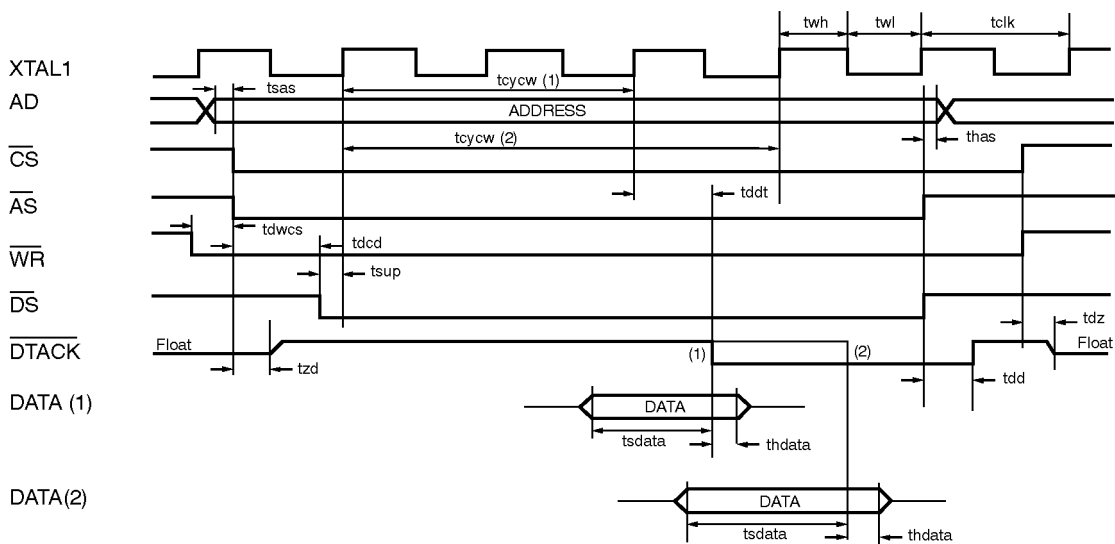 twh twl tclk
XTAL1
tsas tcycw (1)
AD ADDRESS
tcycw (2) thas
CS
tddt
AS
tdwcs tdcd
WR
tsup
DS
tdz
DTACK Float (1) (2) Float
tzd tdd
DATA (1) DATA
tsdata thdata
DATA(2) DATA
tsdata thdata